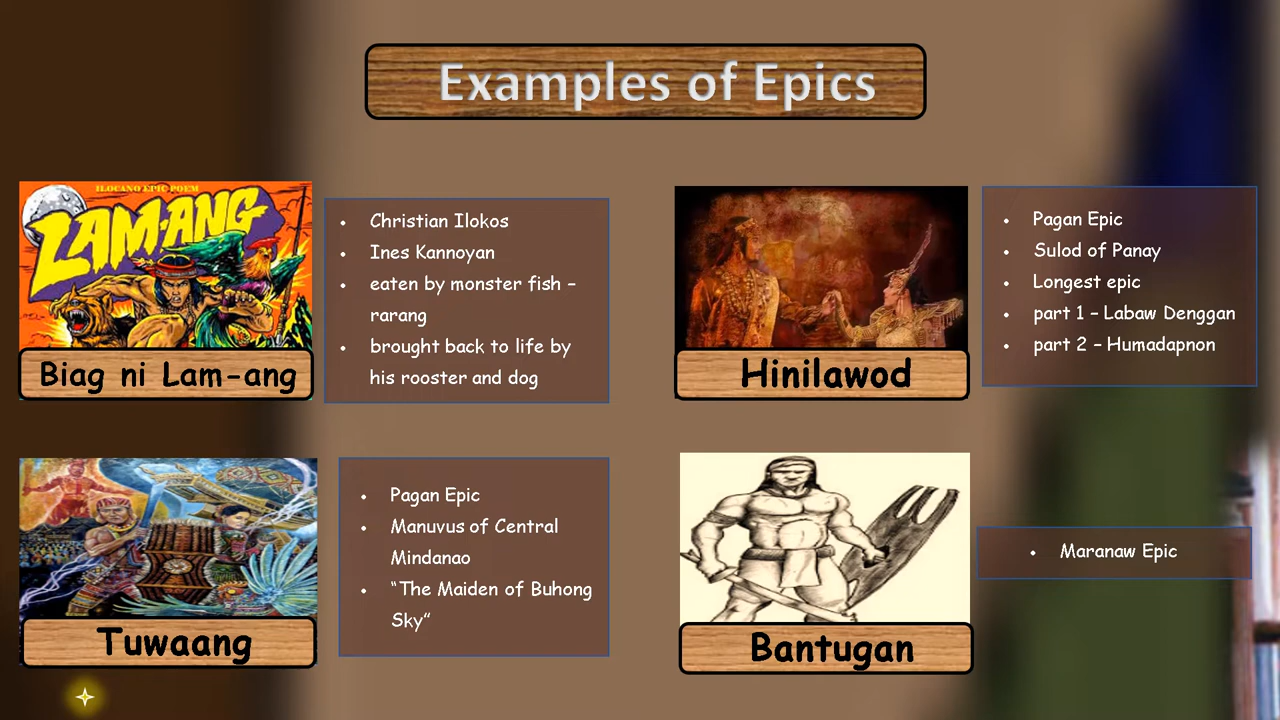 Examples of Epics
ILOCANO EPIC POEM
LAM-ANG
Biag ni Lam-ang
• Christian Ilokos
• Ines Kannoyan
• eaten by monster fish –
rarang
• brought back to life by
his rooster and dog
Hinilawod
• Pagan Epic
• Sulod of Panay
• Longest epic
• part 1 – Labaw Denggan
• part 2 – Humadapnon
Tuwaang
• Pagan Epic
• Manuvus of Central
Mindanao
• “The Maiden of Buhong
Sky”
Bantugan
• Maranaw Epic